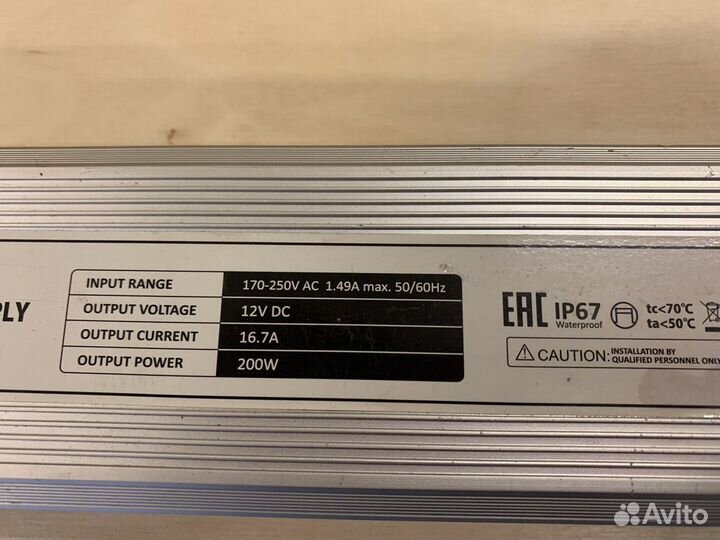 PLY
INPUT RANGE 170-250V AC 1.49A max. 50/60Hz
OUTPUT VOLTAGE 12V DC
OUTPUT CURRENT 16.7A
OUTPUT POWER 200W
EAC IP67 Waterproof
tc<70°C
ta<50°C
CAUTION: INSTALLATION BY
QUALIFIED PERSONNEL ONLY
Avito